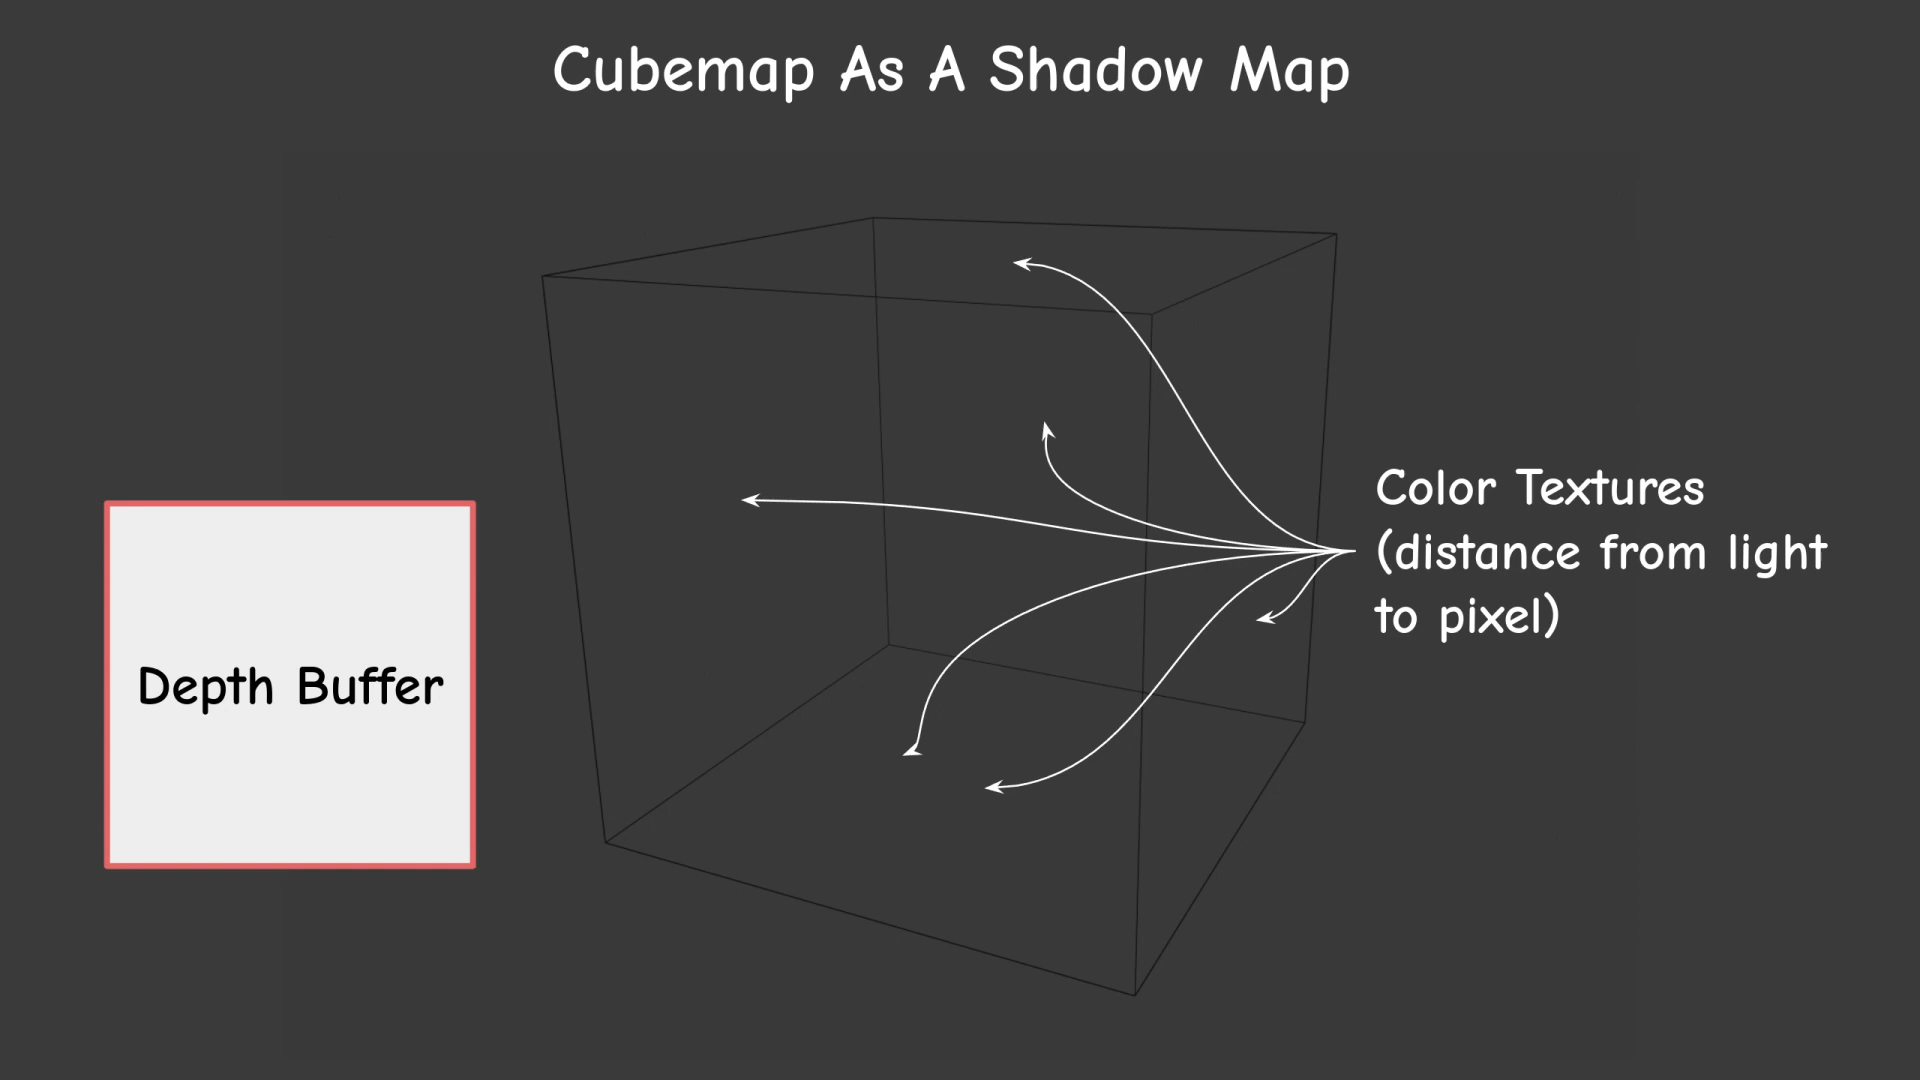 Cubemap As A Shadow Map
Depth Buffer
Color Textures
(distance from light
to pixel)